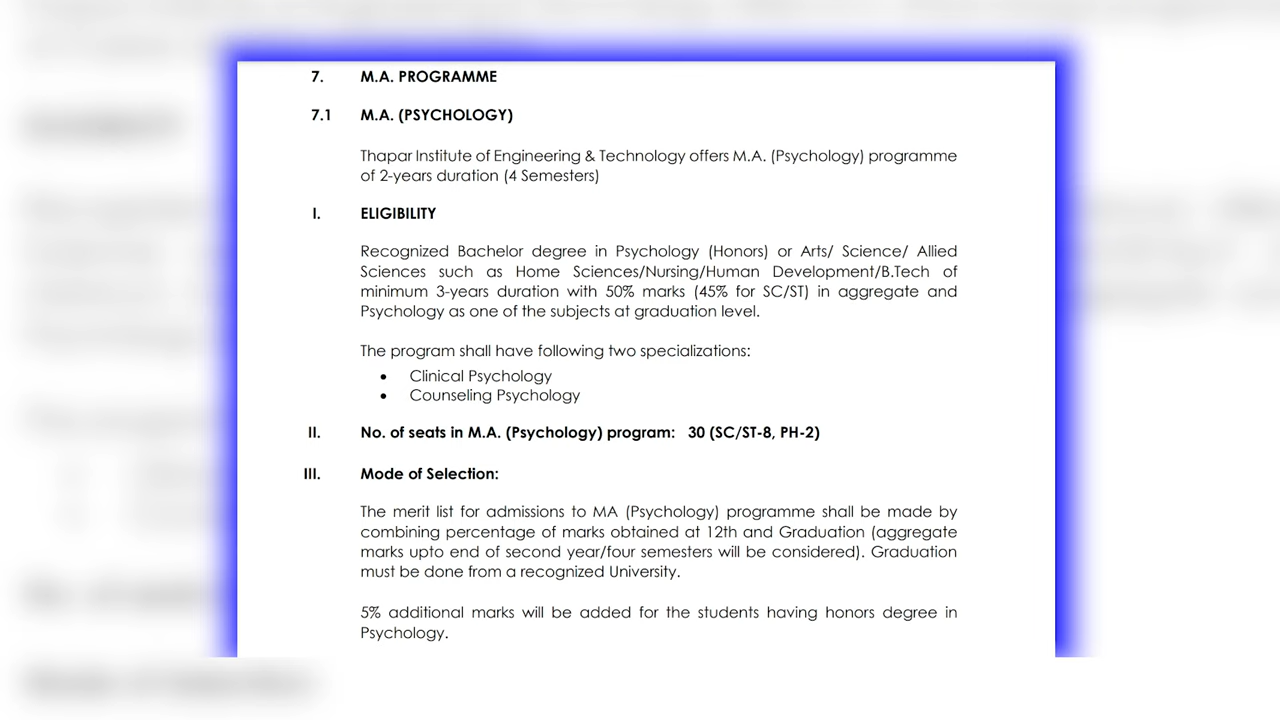 7. M.A. PROGRAMME
7.1 M.A. (PSYCHOLOGY)
Thapar Institute of Engineering & Technology offers M.A. (Psychology) programme
of 2-years duration (4 Semesters)
I. ELIGIBILITY
Recognized Bachelor degree in Psychology (Honors) or Arts/ Science/ Allied
Sciences such as Home Sciences/Nursing/Human Development/B.Tech of
minimum 3-years duration with 50% marks (45% for SC/ST) in aggregate and
Psychology as one of the subjects at graduation level.
The program shall have following two specializations:
• Clinical Psychology
• Counseling Psychology
II. No. of seats in M.A. (Psychology) program: 30 (SC/ST-8, PH-2)
III. Mode of Selection:
The merit list for admissions to MA (Psychology) programme shall be made by
combining percentage of marks obtained at 12th and Graduation (aggregate
marks upto end of second year/four semesters will be considered). Graduation
must be done from a recognized University.
5% additional marks will be added for the students having honors degree in
Psychology.